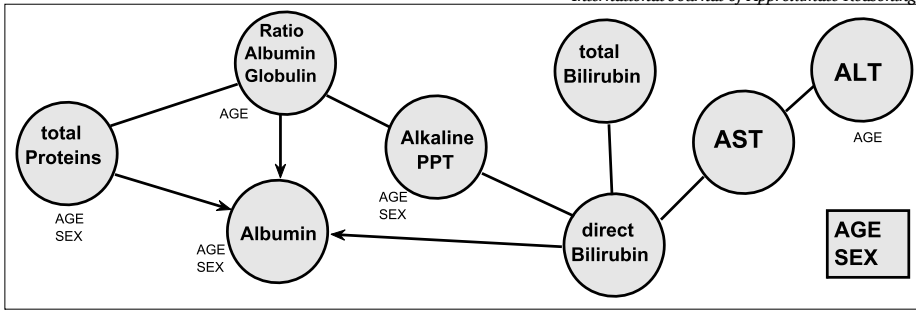 International Journal of Approximate Reasoning
Ratio
Albumin
Globulin
AGE
total
Proteins
AGE
SEX
Alkaline
PPT
AGE
SEX
Albumin
AGE
SEX
total
Bilirubin
direct
Bilirubin
AST
ALT
AGE
AGE
SEX